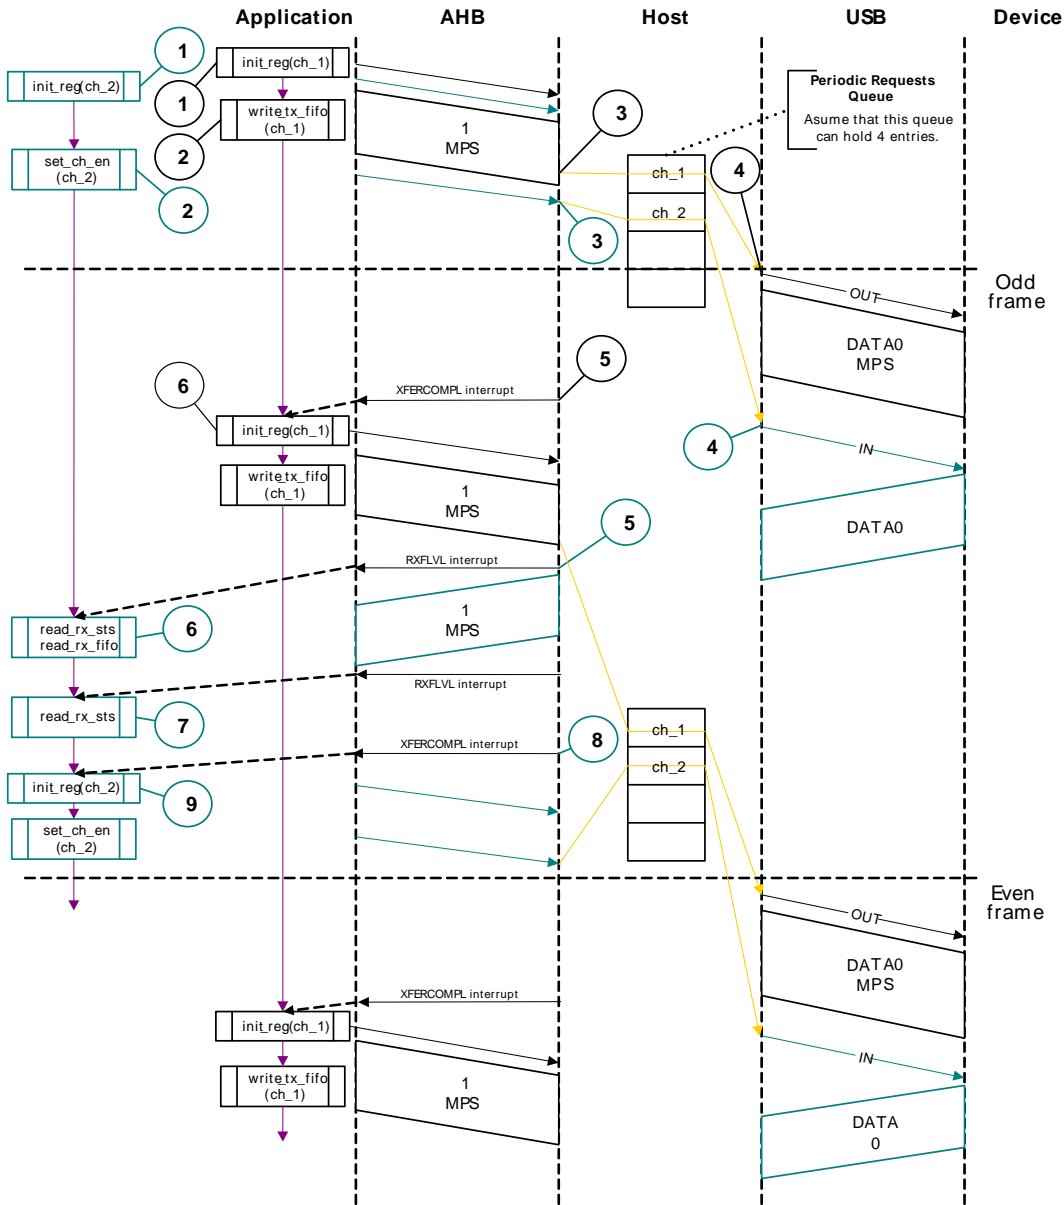 Application AHB Host USB Device
1
1
init_reg(ch_2)
init_reg(ch_1)
Periodic Requests
Queue
Asume that this queue
can hold 4 entries.
1
write_tx_fifo
(ch_1)
1
MPS
3
2
set_ch_en
(ch_2)
ch_1
4
2
ch_2
3
Odd
frame
OUT
DATA0
MPS
5
6
XFERCOMPL interrupt
init_reg(ch_1)
4
IN
write_tx_fifo
(ch_1)
1
MPS
5
DATA0
RXFLVL interrupt
read_rx_sts
read_rx_fifo
6
1
MPS
RXFLVL interrupt
read_rx_sts
7
ch_1
XFERCOMPL interrupt
8
ch_2
init_reg(ch_2)
9
set_ch_en
(ch_2)
Even
frame
OUT
DATA0
MPS
XFERCOMPL interrupt
init_reg(ch_1)
IN
write_tx_fifo
(ch_1)
1
MPS
DATA
0